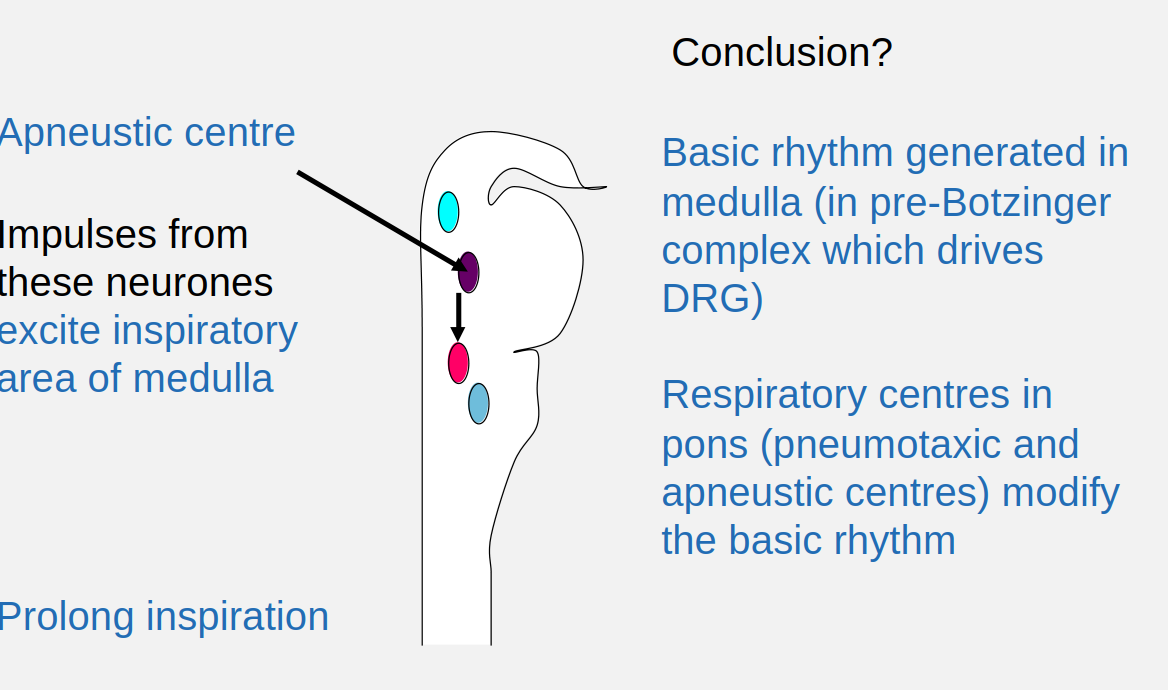 Conclusion?
Apneustic centre
Impulses from
these neurones
excite inspiratory
area of medulla
Prolong inspiration
Basic rhythm generated in
medulla (in pre-Botzinger
complex which drives
DRG)
Respiratory centres in
pons (pneumotaxic and
apneustic centres) modify
the basic rhythm